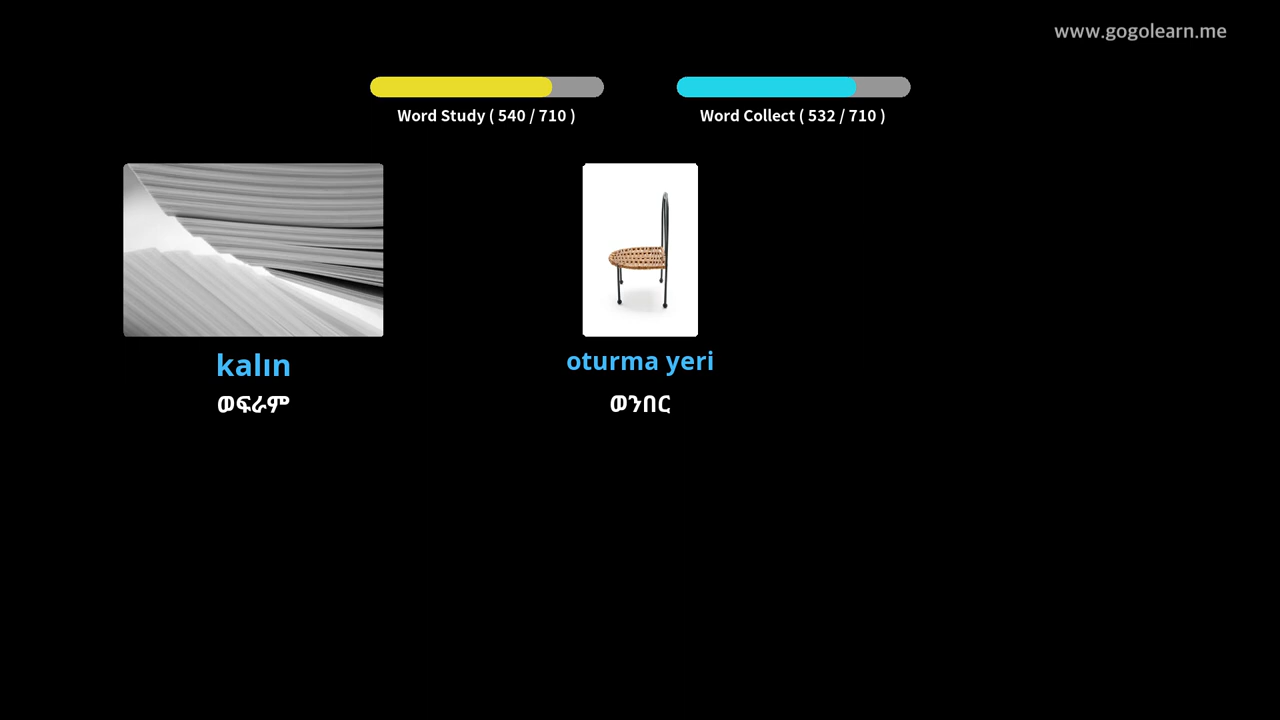 www.gogolearn.me
Word Study ( 540 / 710 )
Word Collect ( 532 / 710 )
kalın
ወፍራም
oturma yeri
ወንበር